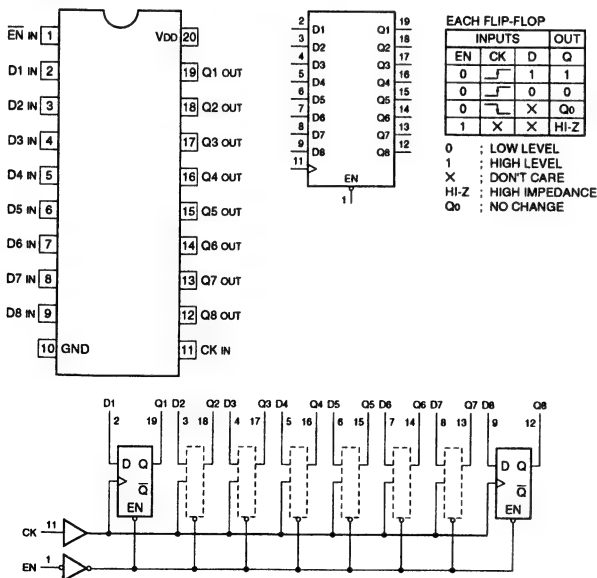 E̅N̅ IN 1
VDD 20
D1 IN 2
19 Q1 OUT
D2 IN 3
18 Q2 OUT
D3 IN 4
17 Q3 OUT
D4 IN 5
16 Q4 OUT
D5 IN 6
15 Q5 OUT
D6 IN 7
14 Q6 OUT
D7 IN 8
13 Q7 OUT
D8 IN 9
12 Q8 OUT
10 GND
11 CK IN
2 D1 Q1 19
3 D2 Q2 18
4 D3 Q3 17
5 D4 Q4 16
6 D5 Q5 15
7 D6 Q6 14
8 D7 Q7 13
9 D8 Q8 12
11
EN
1
EACH FLIP-FLOP
INPUTS OUT
EN CK D Q
0 1 1
0 0 0
0 X Q0
1 X X HI-Z
0 ; LOW LEVEL
1 ; HIGH LEVEL
X ; DON'T CARE
HI-Z ; HIGH IMPEDANCE
Q0 ; NO CHANGE
D1 Q1 D2 Q2 D3 Q3 D4 Q4 D5 Q5 D6 Q6 D7 Q7 D8 Q8
2 19 3 18 4 17 5 16 6 15 7 14 8 13 9 12
D Q
Q̅
EN
D Q
Q̅
EN
CK 11
EN 1